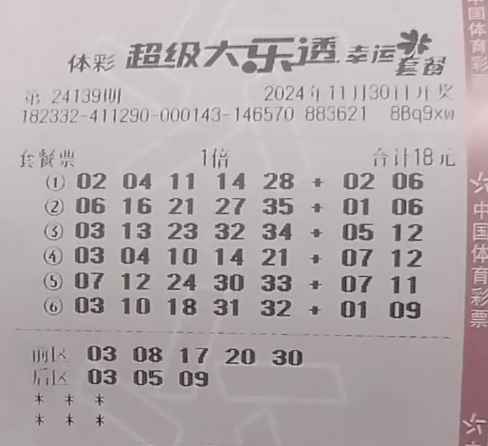 体彩 超级大乐透 幸运套餐
第 24139期 2024年11月30日开奖
182332-411290-000143-146570 883621 8Bq9xw
套餐票 1倍 合计18元
① 02 04 11 14 28 + 02 06
② 06 16 21 27 35 + 01 06
③ 03 13 23 32 34 + 05 12
④ 03 04 10 14 21 + 07 12
⑤ 07 12 24 30 33 + 07 11
⑥ 03 10 18 31 32 + 01 09
前区 03 08 17 20 30
后区 03 05 09
* * *
* * *
中国体育彩
中国体育彩票